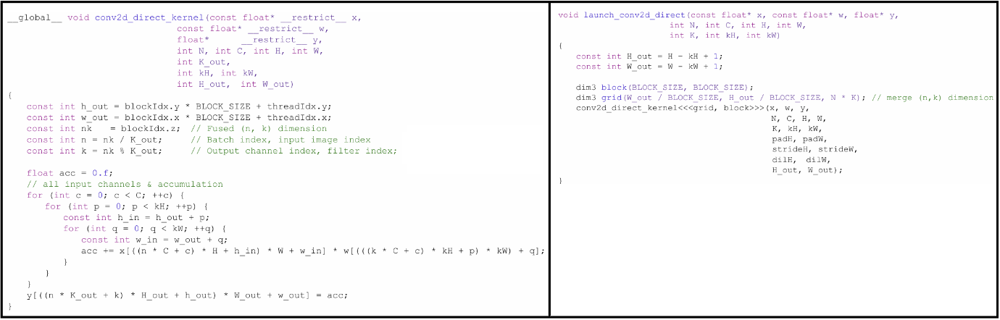 __global__ void conv2d_direct_kernel(const float* __restrict__ x,
                              const float* __restrict__ w,
                              float*      __restrict__ y,
                              int N, int C, int H, int W,
                              int K_out,
                              int kH, int kW,
                              int H_out,  int W_out)
{
   const int h_out = blockIdx.y * BLOCK_SIZE + threadIdx.y;
   const int w_out = blockIdx.x * BLOCK_SIZE + threadIdx.x;
   const int nk    = blockIdx.z;  // Fused (n, k) dimension
   const int n = nk / K_out;      // Batch index, input image index
   const int k = nk % K_out;      // Output channel index, filter index;

   float acc = 0.f;
   // all input channels & accumulation
   for (int c = 0; c < C; ++c) {
      for (int p = 0; p < kH; ++p) {
         const int h_in = h_out + p;
         for (int q = 0; q < kW; ++q) {
            const int w_in = w_out + q;
            acc += x[((n * C + c) * H + h_in) * W + w_in] * w[(((k * C + c) * kH + p) * kW) + q];
         }
      }
   }
   y[((n * K_out + k) * H_out + h_out) * W_out + w_out] = acc;
}
void launch_conv2d_direct(const float* x, const float* w, float* y,
                    int N, int C, int H, int W,
                    int K, int kH, int kW)
{
   const int H_out = H - kH + 1;
   const int W_out = W - kW + 1;

   dim3 block(BLOCK_SIZE, BLOCK_SIZE);
   dim3 grid(W_out / BLOCK_SIZE, H_out / BLOCK_SIZE, N * K); // merge (n,k) dimension
   conv2d_direct_kernel<<<grid, block>>>(x, w, y,
                                       N, C, H, W,
                                       K, kH, kW,
                                       padH, padW,
                                       strideH, strideW,
                                       dilH,  dilW,
                                       H_out, W_out);
}